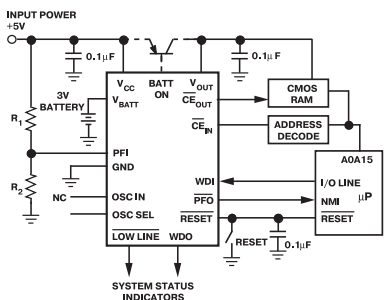 INPUT POWER
+5V
0.1μF
0.1μF
3V
BATTERY
VCC
BATT
ON
VOUT
VBATT
CEOUT
CMOS
RAM
CEIN
ADDRESS
DECODE
R1
R2
PFI
GND
NC
OSC IN
OSC SEL
LOW LINE
WDO
WDI
PFO
RESET
A0A15
I/O LINE
μP
NMI
RESET
RESET
0.1μF
SYSTEM STATUS
INDICATORS